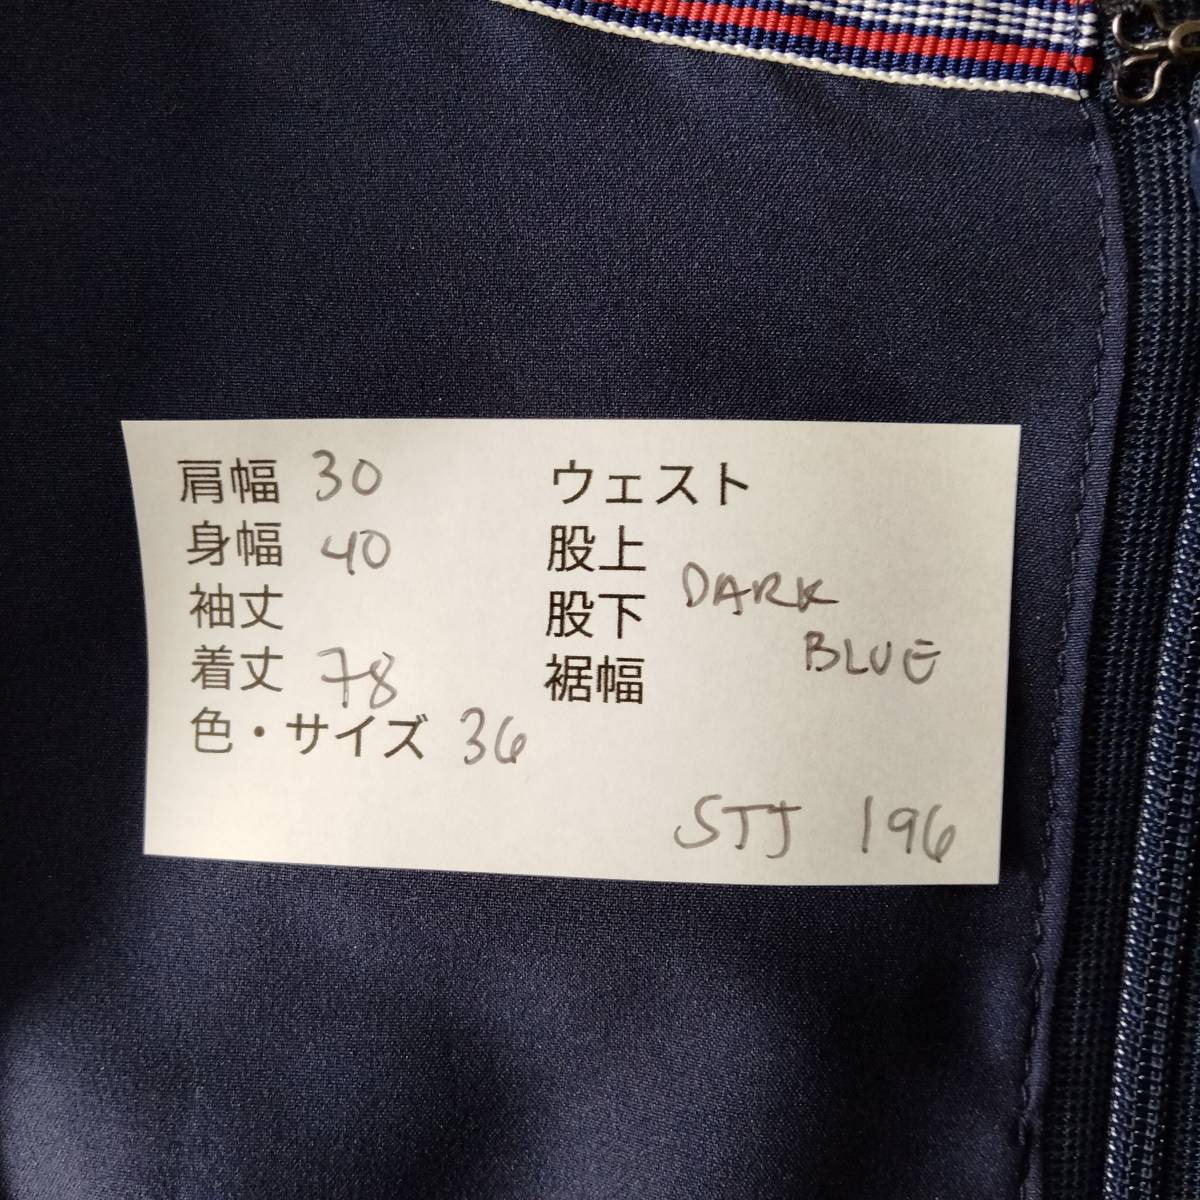 肩幅 30
身幅 40
袖丈
着丈 78
色・サイズ 36
ウェスト
股上
股下 DARK
BLUE
裾幅
STJ 196